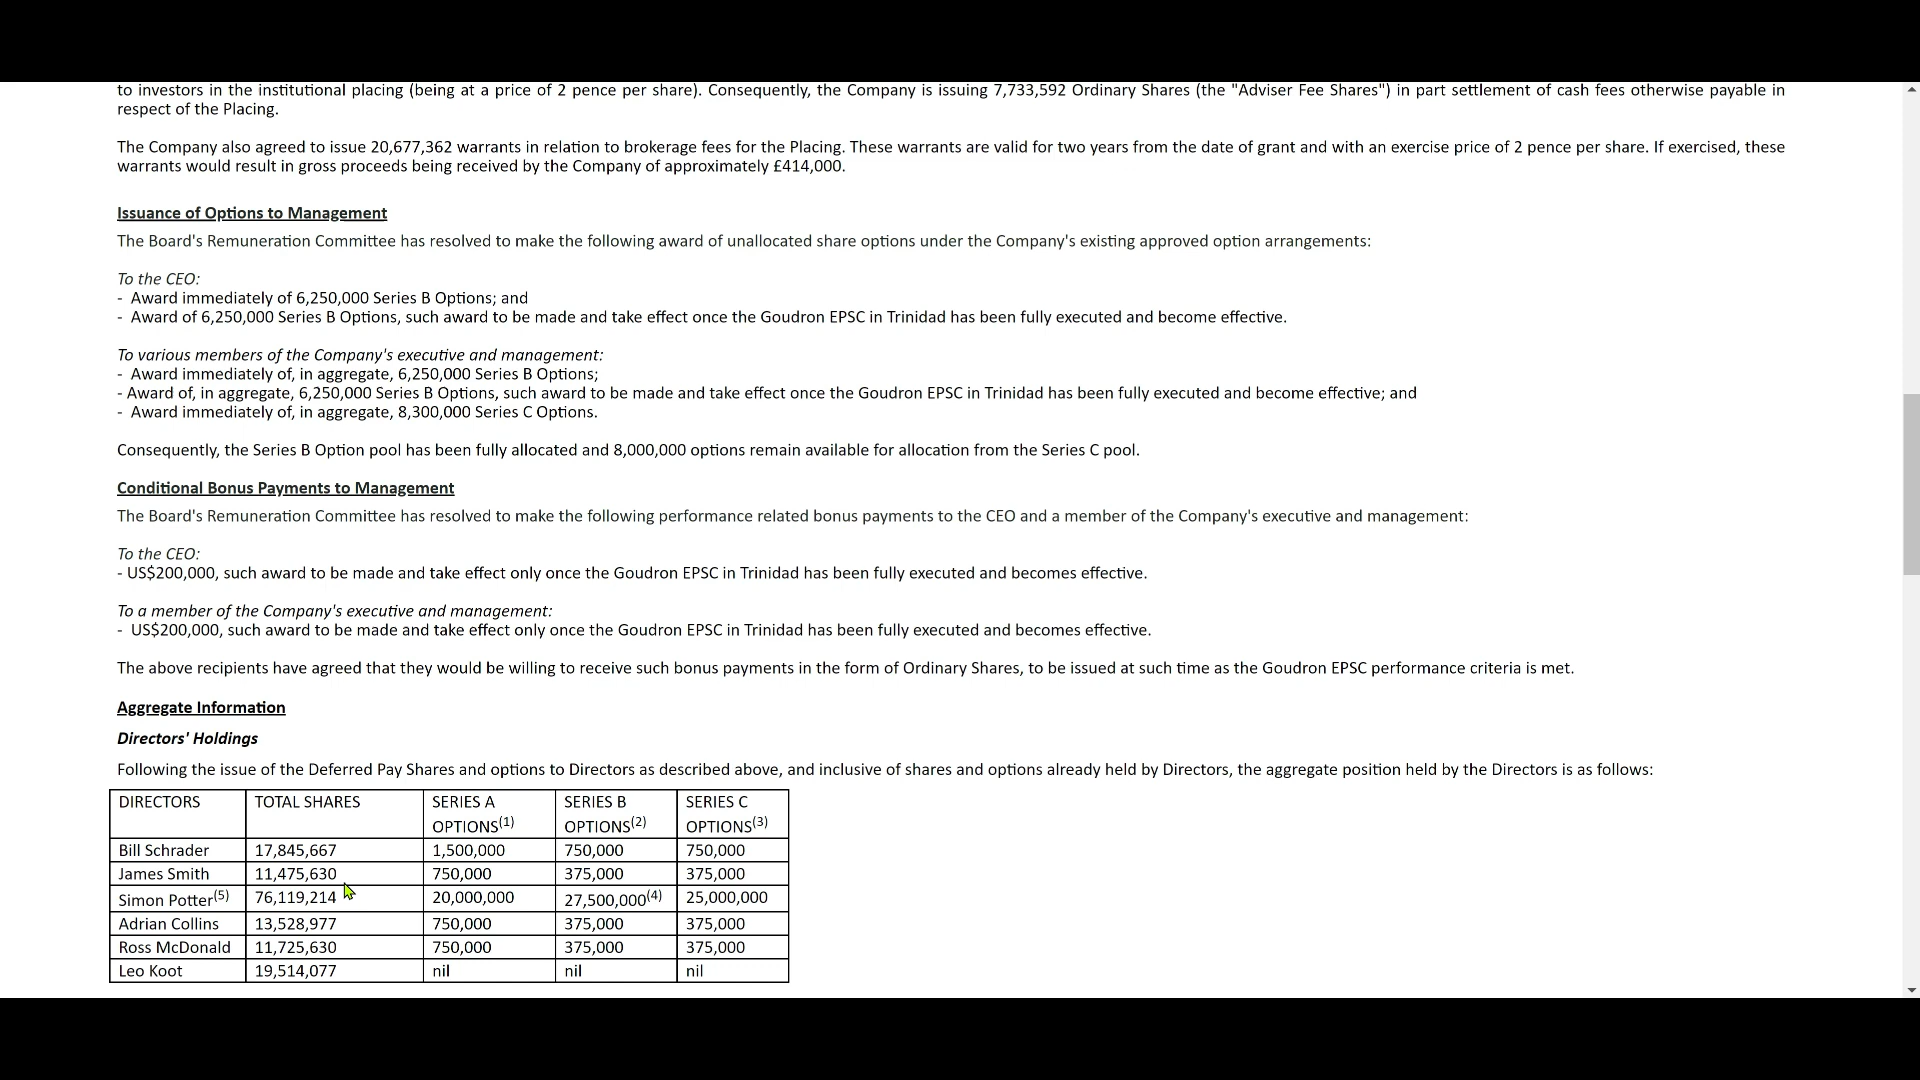 to investors in the institutional placing (being at a price of 2 pence per share). Consequently, the Company is issuing 7,733,592 Ordinary Shares (the "Adviser Fee Shares") in part settlement of cash fees otherwise payable in
respect of the Placing.
The Company also agreed to issue 20,677,362 warrants in relation to brokerage fees for the Placing. These warrants are valid for two years from the date of grant and with an exercise price of 2 pence per share. If exercised, these
warrants would result in gross proceeds being received by the Company of approximately £414,000.
Issuance of Options to Management
The Board's Remuneration Committee has resolved to make the following award of unallocated share options under the Company's existing approved option arrangements:
To the CEO:
- Award immediately of 6,250,000 Series B Options; and
- Award of 6,250,000 Series B Options, such award to be made and take effect once the Goudron EPSC in Trinidad has been fully executed and become effective.
To various members of the Company's executive and management:
- Award immediately of, in aggregate, 6,250,000 Series B Options;
- Award of, in aggregate, 6,250,000 Series B Options, such award to be made and take effect once the Goudron EPSC in Trinidad has been fully executed and become effective; and
- Award immediately of, in aggregate, 8,300,000 Series C Options.
Consequently, the Series B Option pool has been fully allocated and 8,000,000 options remain available for allocation from the Series C pool.
Conditional Bonus Payments to Management
The Board's Remuneration Committee has resolved to make the following performance related bonus payments to the CEO and a member of the Company's executive and management:
To the CEO:
- US$200,000, such award to be made and take effect only once the Goudron EPSC in Trinidad has been fully executed and becomes effective.
To a member of the Company's executive and management:
- US$200,000, such award to be made and take effect only once the Goudron EPSC in Trinidad has been fully executed and becomes effective.
The above recipients have agreed that they would be willing to receive such bonus payments in the form of Ordinary Shares, to be issued at such time as the Goudron EPSC performance criteria is met.
Aggregate Information
Directors' Holdings
Following the issue of the Deferred Pay Shares and options to Directors as described above, and inclusive of shares and options already held by Directors, the aggregate position held by the Directors is as follows:
DIRECTORS TOTAL SHARES SERIES A SERIES B SERIES C
OPTIONS(1) OPTIONS(2) OPTIONS(3)
Bill Schrader 17,845,667 1,500,000 750,000 750,000
James Smith 11,475,630 750,000 375,000 375,000
Simon Potter(5) 76,119,214 20,000,000 27,500,000(4) 25,000,000
Adrian Collins 13,528,977 750,000 375,000 375,000
Ross McDonald 11,725,630 750,000 375,000 375,000
Leo Koot 19,514,077 nil nil nil